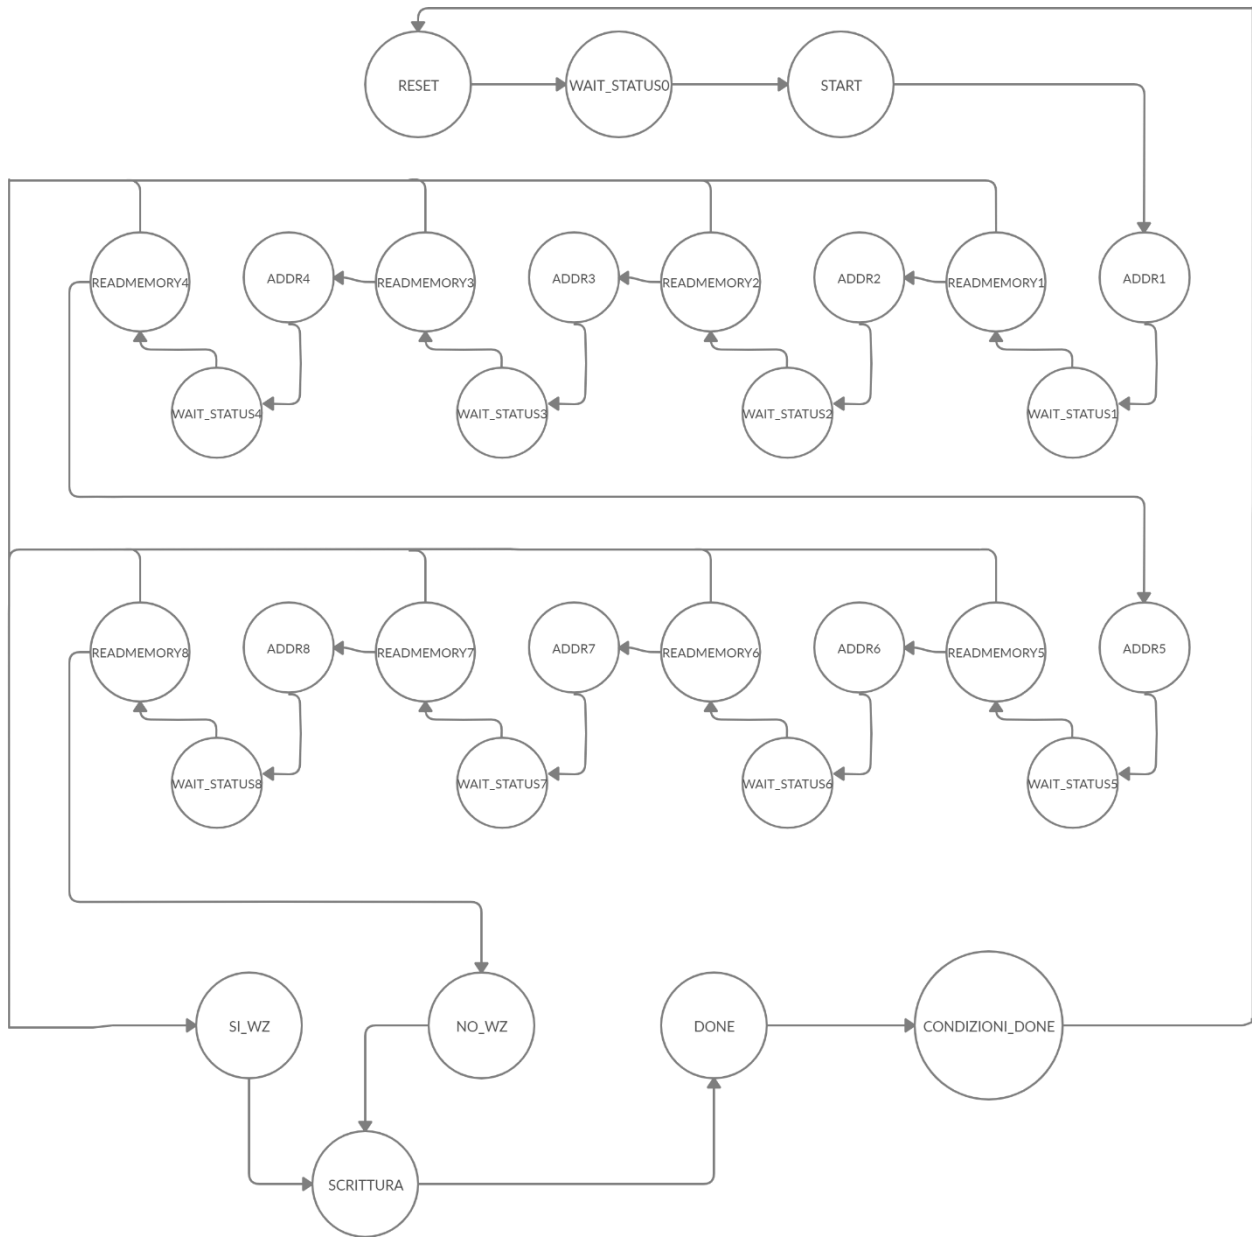 RESET
WAIT_STATUS0
START
READMEMORY4
ADDR4
READMEMORY3
ADDR3
READMEMORY2
ADDR2
READMEMORY1
ADDR1
WAIT_STATUS4
WAIT_STATUS3
WAIT_STATUS2
WAIT_STATUS1
READMEMORY8
ADDR8
READMEMORY7
ADDR7
READMEMORY6
ADDR6
READMEMORY5
ADDR5
WAIT_STATUS8
WAIT_STATUS7
WAIT_STATUS6
WAIT_STATUS5
SI_WZ
NO_WZ
DONE
CONDIZIONI_DONE
SCRITTURA